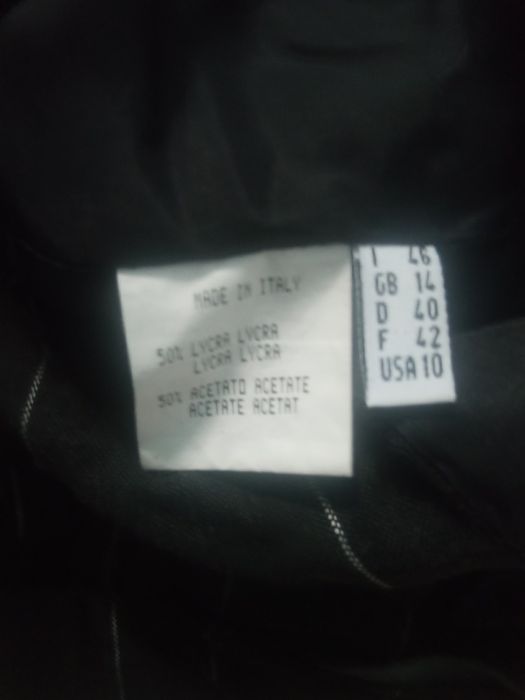 MADE IN ITALY
50% LYCRA LYCRA
LYCRA LYCRA
50% ACETATO ACETATE
ACETATE ACETAT
I 46
GB 14
D 40
F 42
USA 10